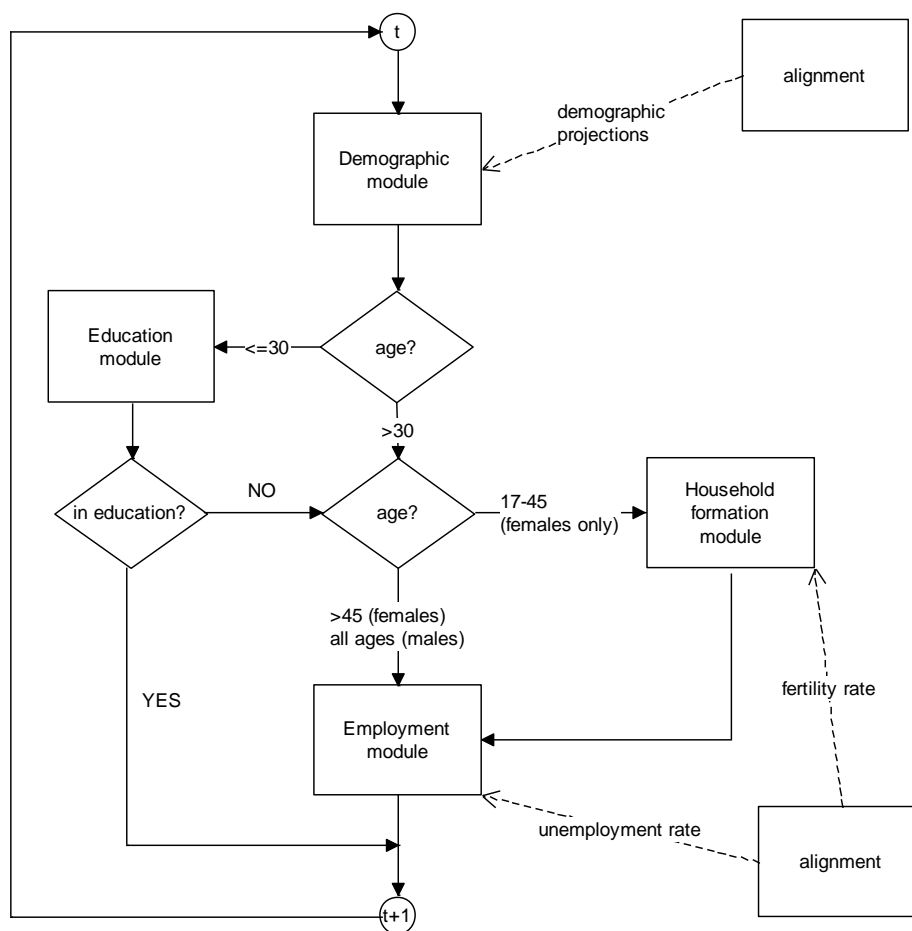 t
alignment
demographic
projections
Demographic
module
Education
module
<=30
age?
>30
in education?
NO
age?
17-45
(females only)
Household
formation
module
>45 (females)
all ages (males)
YES
fertility rate
Employment
module
unemployment rate
alignment
t+1